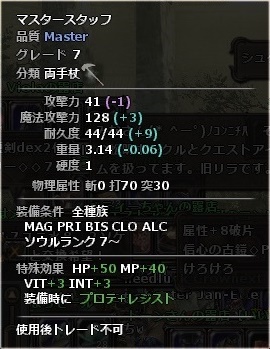 マスタースタッフ
品質 Master
グレード 7
分類 両手杖
攻撃力 41 (-1)
魔法攻撃力 128 (+3)
耐久度 44/44 (+9)
重量 3.14 (-0.06)
硬度 1
物理属性 斬0 打70 突30
装備条件 全種族
MAG PRI BIS CLO ALC
ソウルランク 7～
特殊効果 HP+50 MP+40
VIT+3 INT+3
装備時に プロテ+レジスト
使用後トレード不可